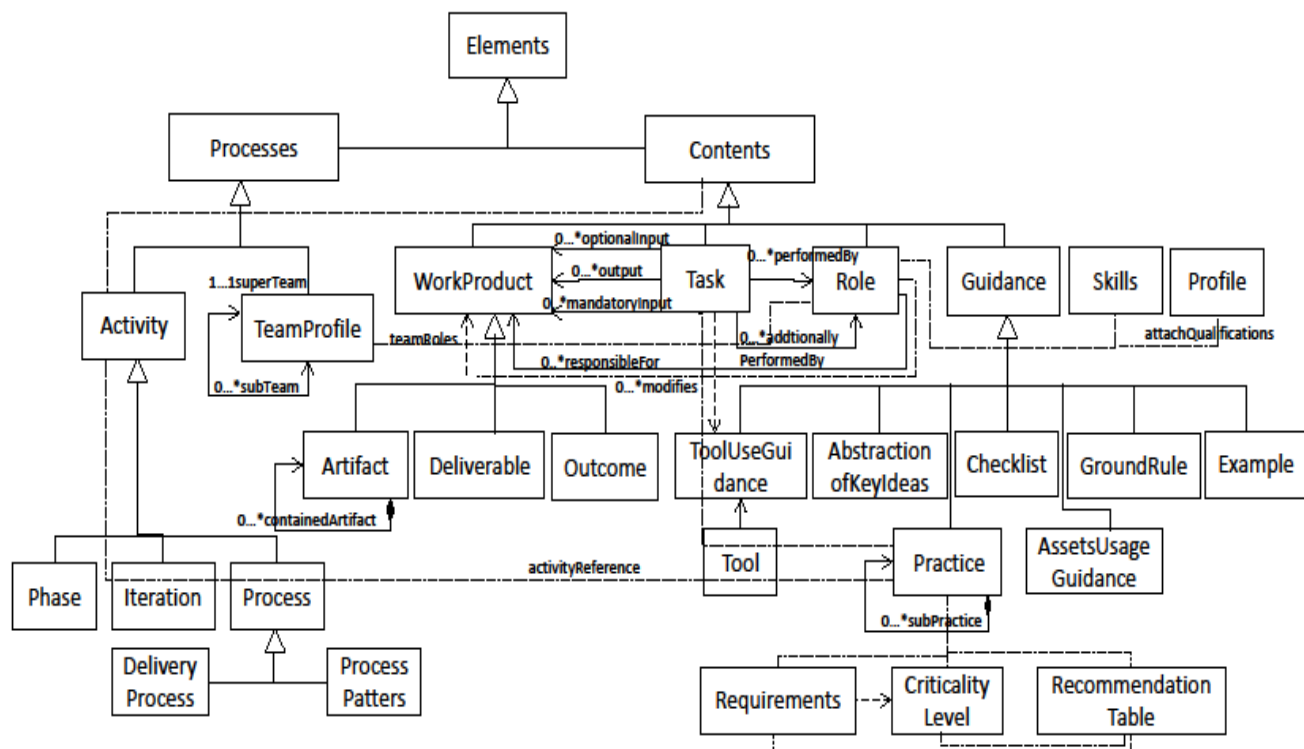 Elements
Processes
Contents
0...*optionalInput
0...*performedBy
WorkProduct
0...*output
Task
Role
Guidance
Skills
Profile
1...1superTeam
0...*mandatoryInput
Activity
TeamProfile
teamRoles
0...*addtionally
PerformedBy
attachQualifications
0...*responsibleFor
0...*subTeam
0...*modifies
Artifact
Deliverable
Outcome
ToolUseGui
dance
Abstraction
ofKeyIdeas
Checklist
GroundRule
Example
0...*containedArtifact
Phase
Iteration
Process
activityReference
Tool
Practice
AssetsUsage
Guidance
0...*subPractice
Delivery
Process
Process
Patters
Requirements
Criticality
Level
Recommendation
Table